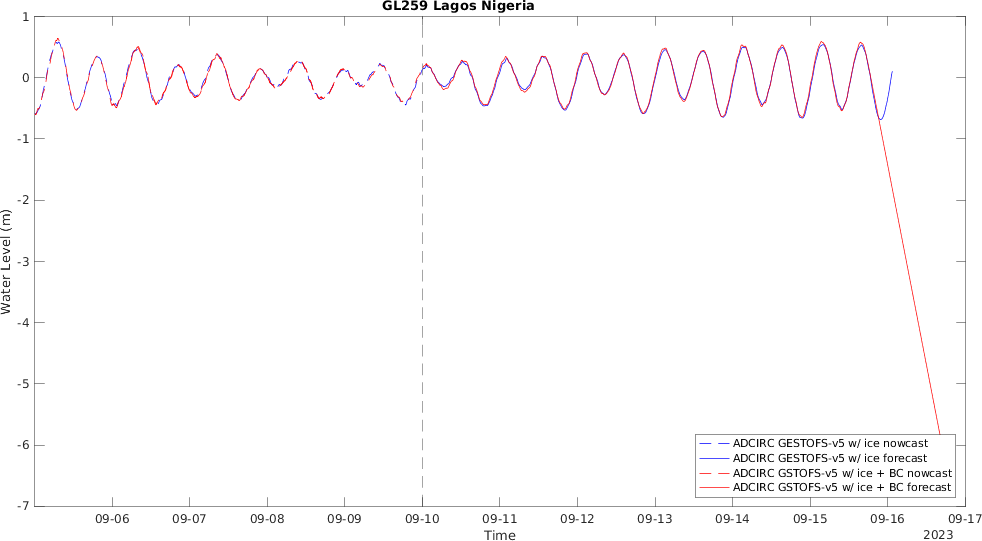 GL259 Lagos Nigeria
1
0
-1
-2
-3
-4
-5
-6
-7
Water Level (m)
ADCIRC GESTOFS-v5 w/ ice nowcast
ADCIRC GESTOFS-v5 w/ ice forecast
ADCIRC GSTOFS-v5 w/ ice + BC nowcast
ADCIRC GSTOFS-v5 w/ ice + BC forecast
09-06 09-07 09-08 09-09 09-10 09-11 09-12 09-13 09-14 09-15 09-16 09-17
Time
2023